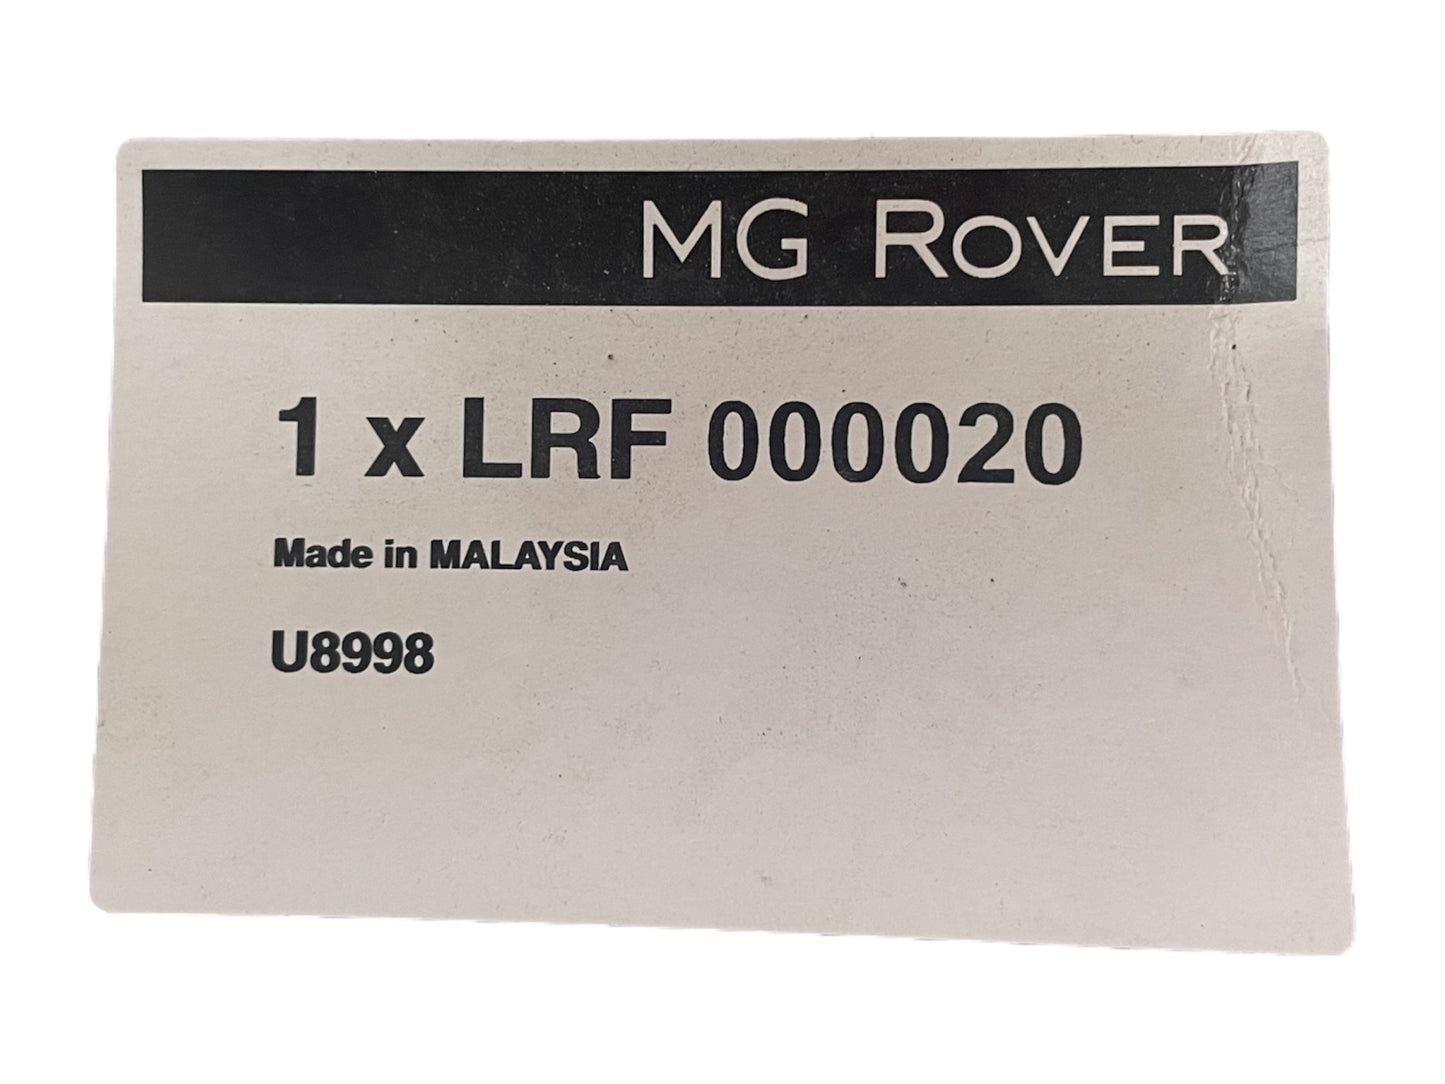 MG ROVER
1 x LRF 000020
Made in MALAYSIA
U8998